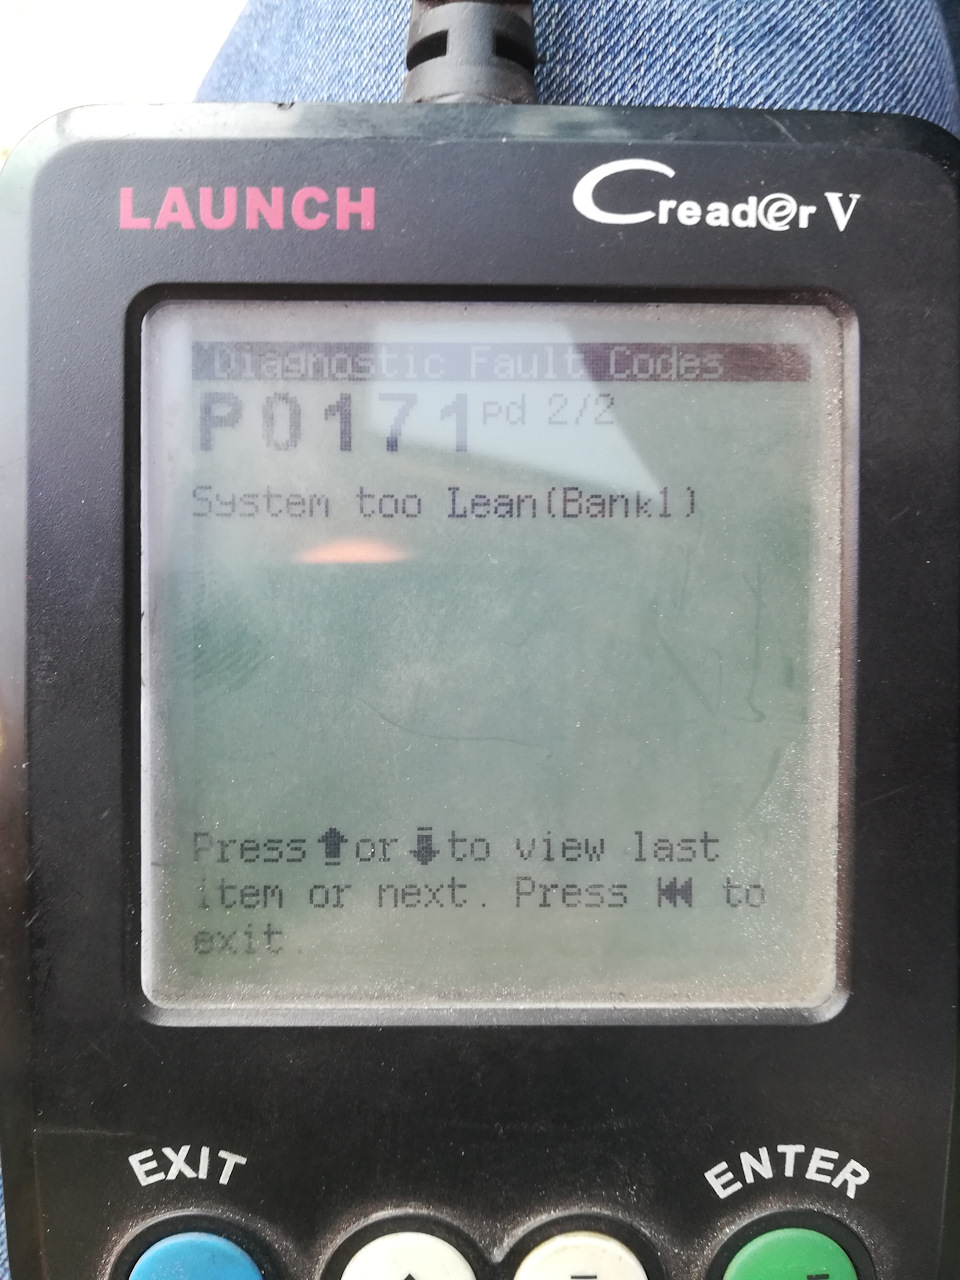 LAUNCH
Creader V
Diagnostic Fault Codes
P0171 pd 2/2
System too Lean(Bank1)
Press⬆or⬇to view last
item or next. Press ⏮ to
exit.
EXIT
ENTER